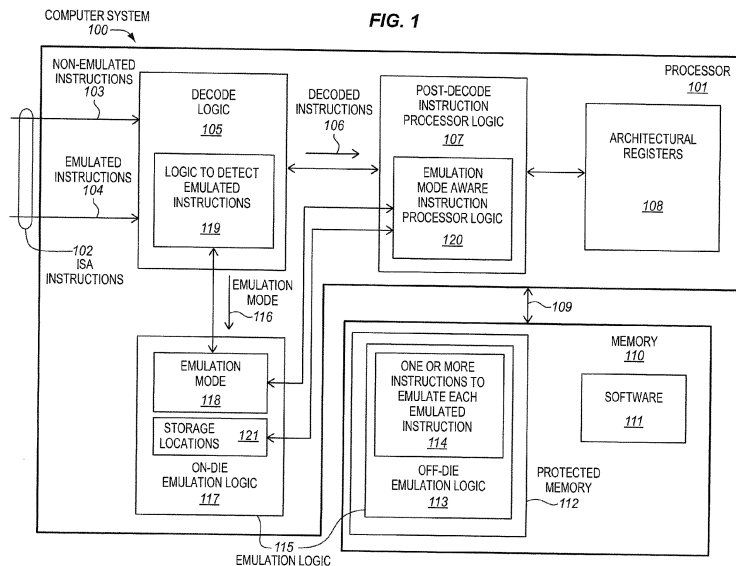 FIG. 1
COMPUTER SYSTEM
100
NON-EMULATED
INSTRUCTIONS
103
EMULATED
INSTRUCTIONS
104
102
ISA
INSTRUCTIONS
DECODE
LOGIC
105
LOGIC TO DETECT
EMULATED
INSTRUCTIONS
119
DECODED
INSTRUCTIONS
106
POST-DECODE
INSTRUCTION
PROCESSOR LOGIC
107
EMULATION
MODE AWARE
INSTRUCTION
PROCESSOR LOGIC
120
PROCESSOR
101
ARCHITECTURAL
REGISTERS
108
EMULATION
MODE
116
109
EMULATION
MODE
118
STORAGE
LOCATIONS
121
ON-DIE
EMULATION LOGIC
117
115
EMULATION LOGIC
ONE OR MORE
INSTRUCTIONS TO
EMULATE EACH
EMULATED
INSTRUCTION
114
OFF-DIE
EMULATION LOGIC
113
PROTECTED
MEMORY
112
MEMORY
110
SOFTWARE
111